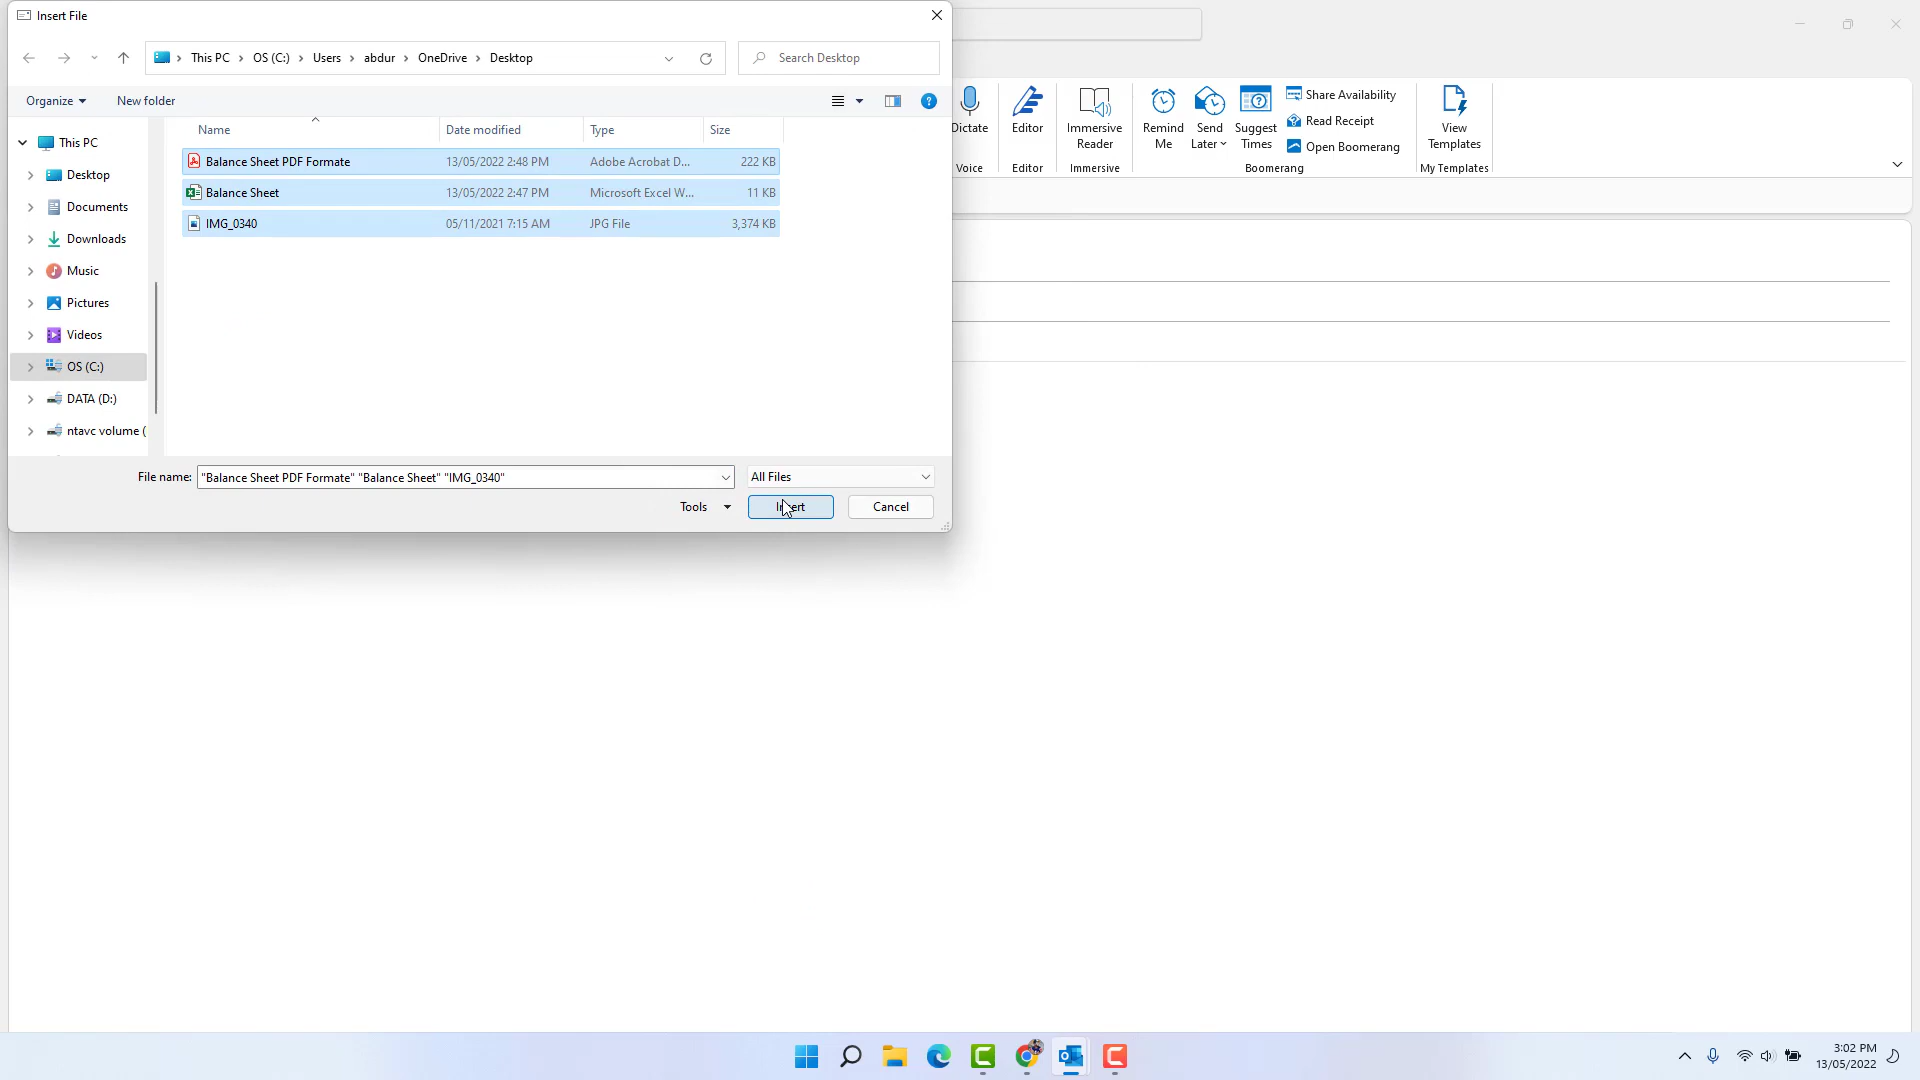 Insert File
This PC > OS (C:) > Users > abdur > OneDrive > Desktop
Search Desktop
Organize
New folder
Name
Date modified
Type
Size
Balance Sheet PDF Formate
13/05/2022 2:48 PM
Adobe Acrobat D...
222 KB
Balance Sheet
13/05/2022 2:47 PM
Microsoft Excel W...
11 KB
IMG_0340
05/11/2021 7:15 AM
JPG File
3,374 KB
This PC
Desktop
Documents
Downloads
Music
Pictures
Videos
OS (C:)
DATA (D:)
ntavc volume (
File name:
"Balance Sheet PDF Formate" "Balance Sheet" "IMG_0340"
All Files
Tools
Insert
Cancel
Dictate
Voice
Editor
Editor
Immersive
Reader
Immersive
Remind
Me
Send
Later
Suggest
Times
Share Availability
Read Receipt
Open Boomerang
Boomerang
View
Templates
My Templates
3:02 PM
13/05/2022